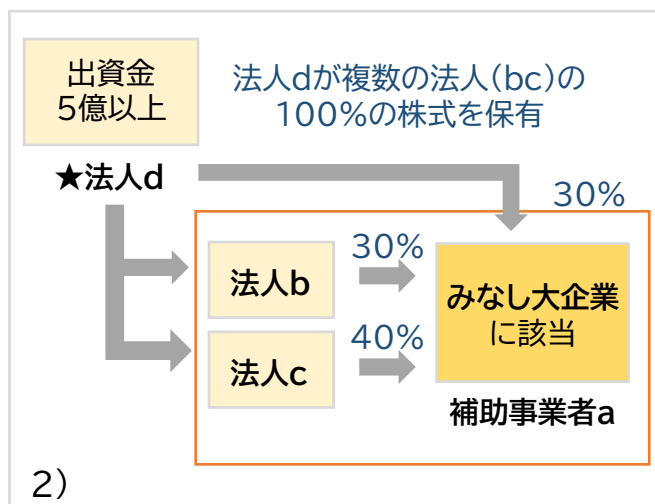 出資金
5億以上
法人dが複数の法人(bc)の
100%の株式を保有
★法人d
30%
法人b
30%
みなし大企業
に該当
法人c
40%
補助事業者a
2)